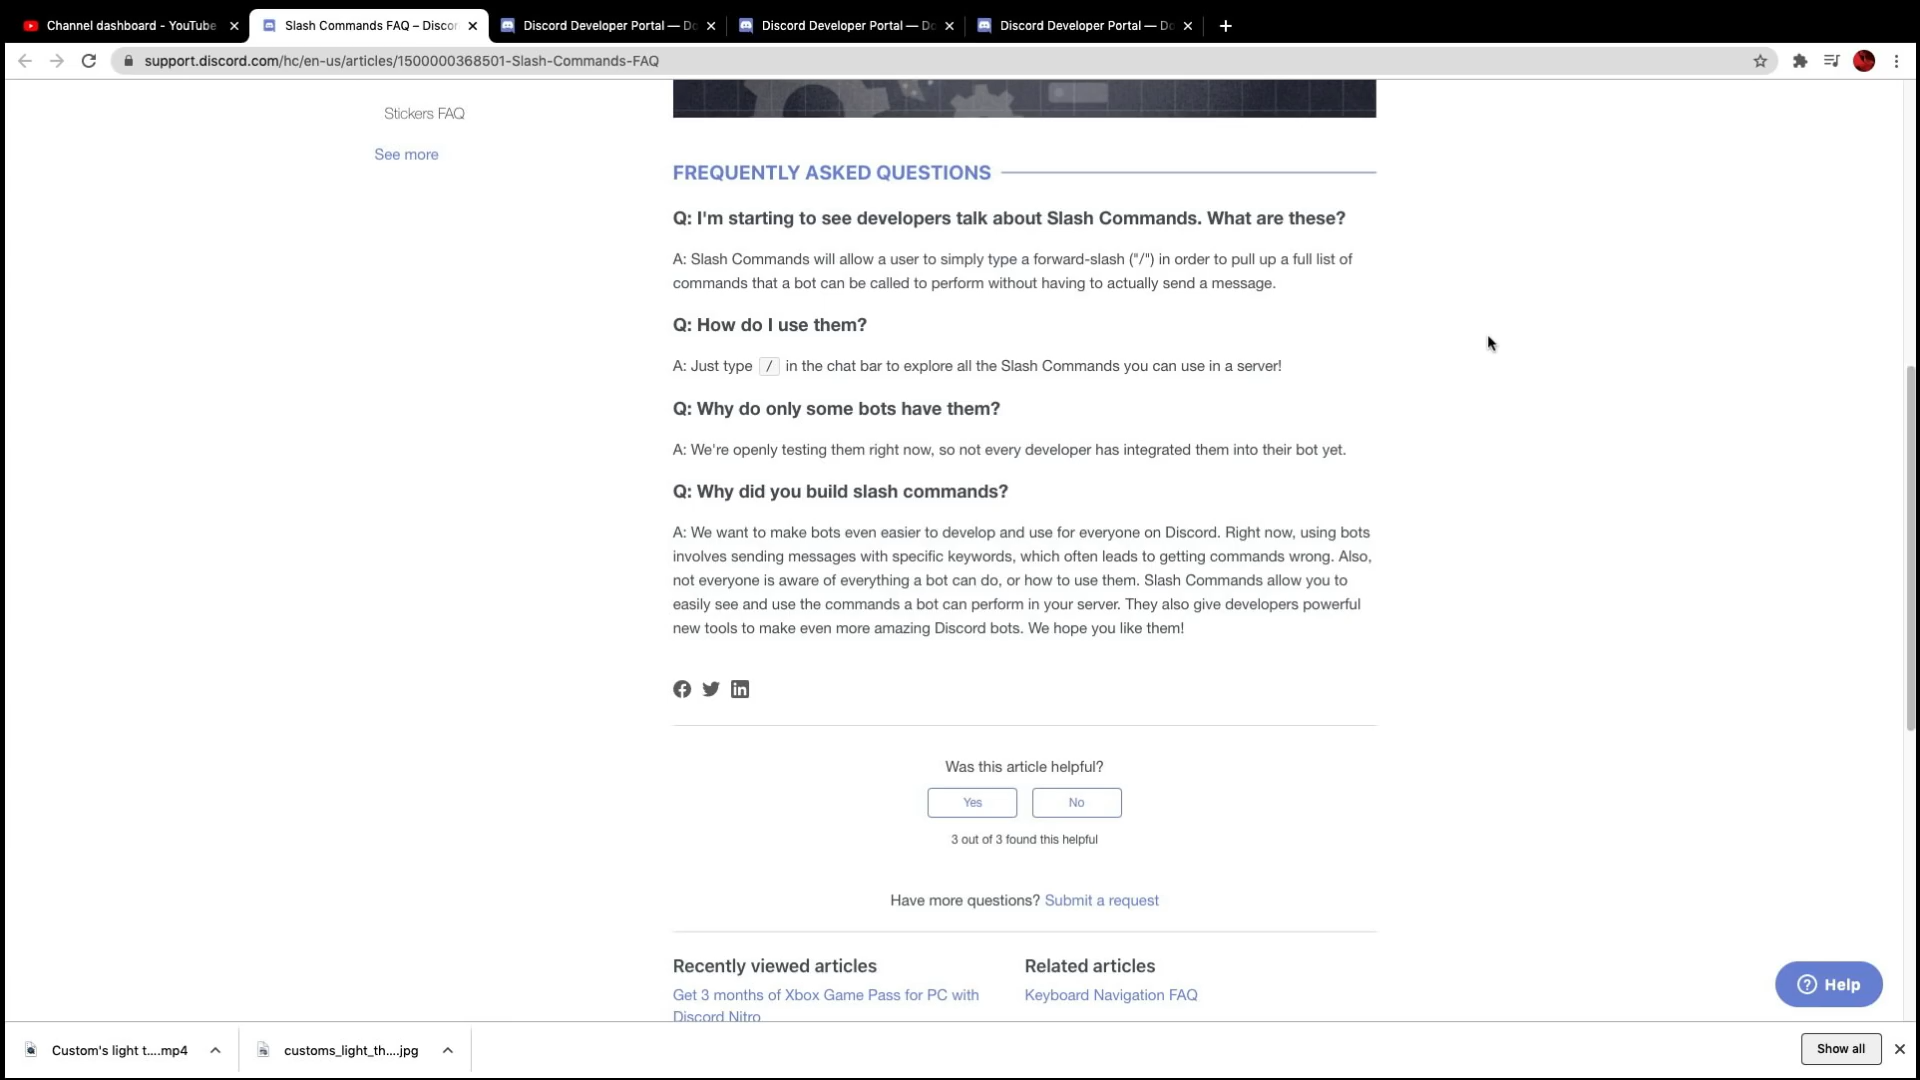 Channel dashboard - YouTube
Slash Commands FAQ – Discor
Discord Developer Portal — Do
Discord Developer Portal — Do
Discord Developer Portal — Do
support.discord.com/hc/en-us/articles/1500000368501-Slash-Commands-FAQ
Stickers FAQ
See more
FREQUENTLY ASKED QUESTIONS
Q: I'm starting to see developers talk about Slash Commands. What are these?
A: Slash Commands will allow a user to simply type a forward-slash ("/") in order to pull up a full list of
commands that a bot can be called to perform without having to actually send a message.
Q: How do I use them?
A: Just type / in the chat bar to explore all the Slash Commands you can use in a server!
Q: Why do only some bots have them?
A: We're openly testing them right now, so not every developer has integrated them into their bot yet.
Q: Why did you build slash commands?
A: We want to make bots even easier to develop and use for everyone on Discord. Right now, using bots
involves sending messages with specific keywords, which often leads to getting commands wrong. Also,
not everyone is aware of everything a bot can do, or how to use them. Slash Commands allow you to
easily see and use the commands a bot can perform in your server. They also give developers powerful
new tools to make even more amazing Discord bots. We hope you like them!
Was this article helpful?
Yes
No
3 out of 3 found this helpful
Have more questions? Submit a request
Recently viewed articles
Get 3 months of Xbox Game Pass for PC with
Discord Nitro
Related articles
Keyboard Navigation FAQ
Help
Custom's light t....mp4
customs_light_th....jpg
Show all